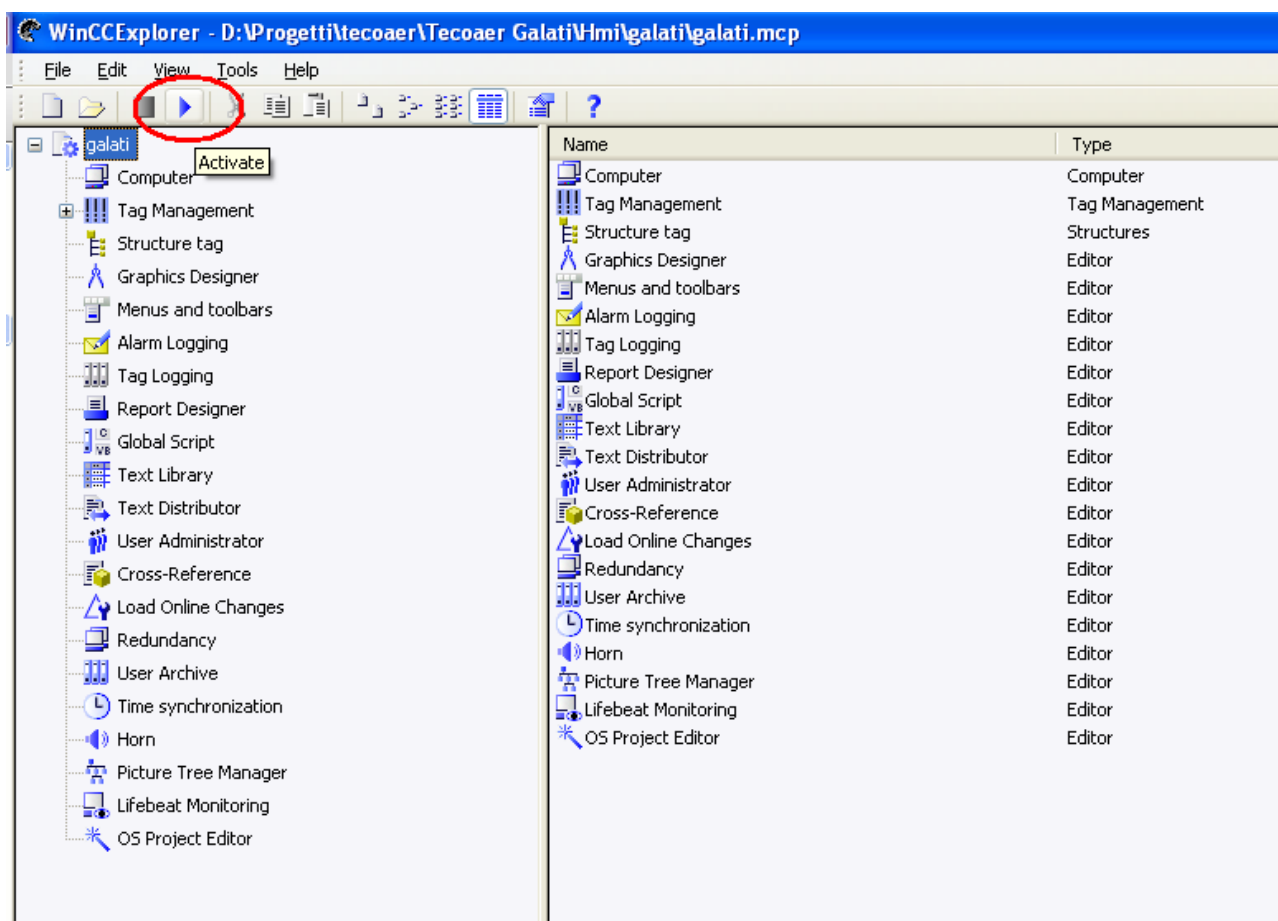 WinCCExplorer - D:\Progetti\tecoaer\Tecoaer Galati\Hmi\galati\galati.mcp
File Edit View Tools Help
?
galati
Activate
Computer
Tag Management
Structure tag
Graphics Designer
Menus and toolbars
Alarm Logging
Tag Logging
Report Designer
Global Script
Text Library
Text Distributor
User Administrator
Cross-Reference
Load Online Changes
Redundancy
User Archive
Time synchronization
Horn
Picture Tree Manager
Lifebeat Monitoring
OS Project Editor
Name Type
Computer Computer
Tag Management Tag Management
Structure tag Structures
Graphics Designer Editor
Menus and toolbars Editor
Alarm Logging Editor
Tag Logging Editor
Report Designer Editor
Global Script Editor
Text Library Editor
Text Distributor Editor
User Administrator Editor
Cross-Reference Editor
Load Online Changes Editor
Redundancy Editor
User Archive Editor
Time synchronization Editor
Horn Editor
Picture Tree Manager Editor
Lifebeat Monitoring Editor
OS Project Editor Editor